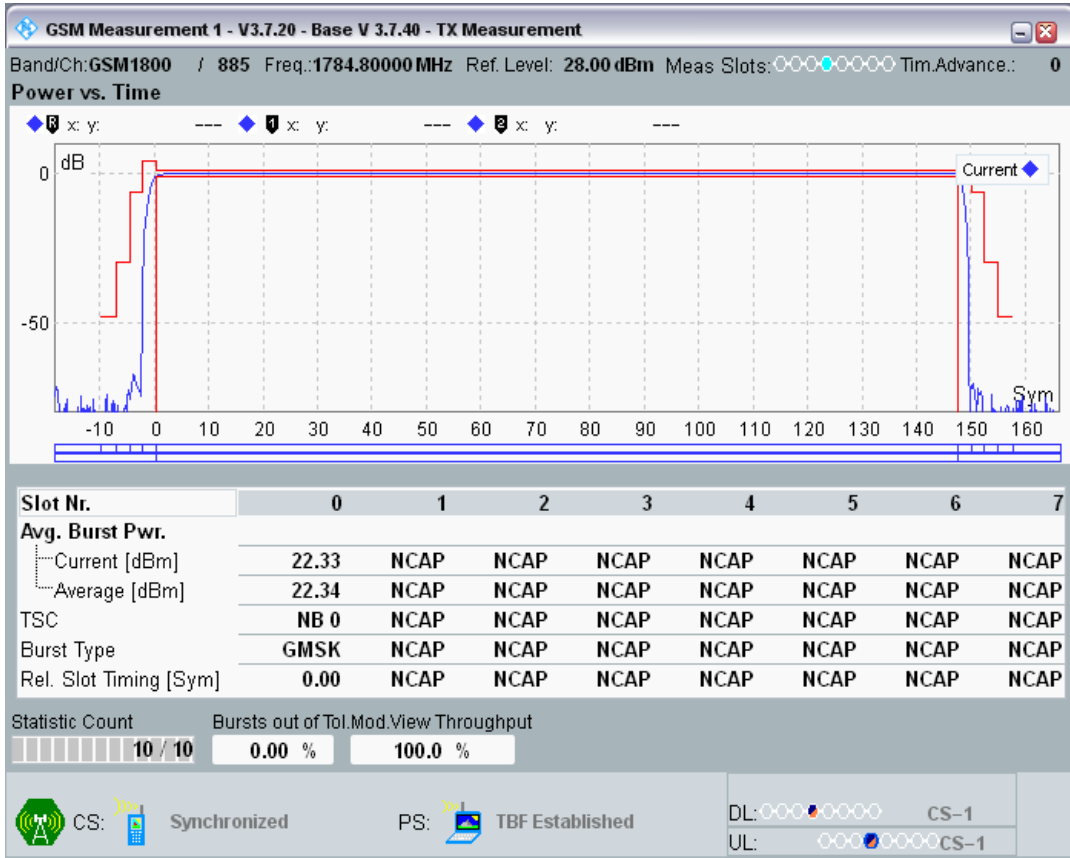 GSM Measurement 1 - V3.7.20 - Base V 3.7.40 - TX Measurement
Band/Ch:GSM1800 / 885 Freq.:1784.80000 MHz Ref. Level: 28.00 dBm Meas Slots: Tim.Advance.: 0
Power vs. Time
R x: y: --- 1 x: y: --- 2 x: y: ---
dB
Current
0
-50
Sym
-10 0 10 20 30 40 50 60 70 80 90 100 110 120 130 140 150 160
Slot Nr. 0 1 2 3 4 5 6 7
Avg. Burst Pwr.
Current [dBm] 22.33 NCAP NCAP NCAP NCAP NCAP NCAP NCAP
Average [dBm] 22.34 NCAP NCAP NCAP NCAP NCAP NCAP NCAP
TSC NB 0 NCAP NCAP NCAP NCAP NCAP NCAP NCAP
Burst Type GMSK NCAP NCAP NCAP NCAP NCAP NCAP NCAP
Rel. Slot Timing [Sym] 0.00 NCAP NCAP NCAP NCAP NCAP NCAP NCAP
Statistic Count Bursts out of Tol.Mod.View Throughput
10 / 10 0.00 % 100.0 %
CS: Synchronized PS: TBF Established
DL: CS-1
UL: CS-1